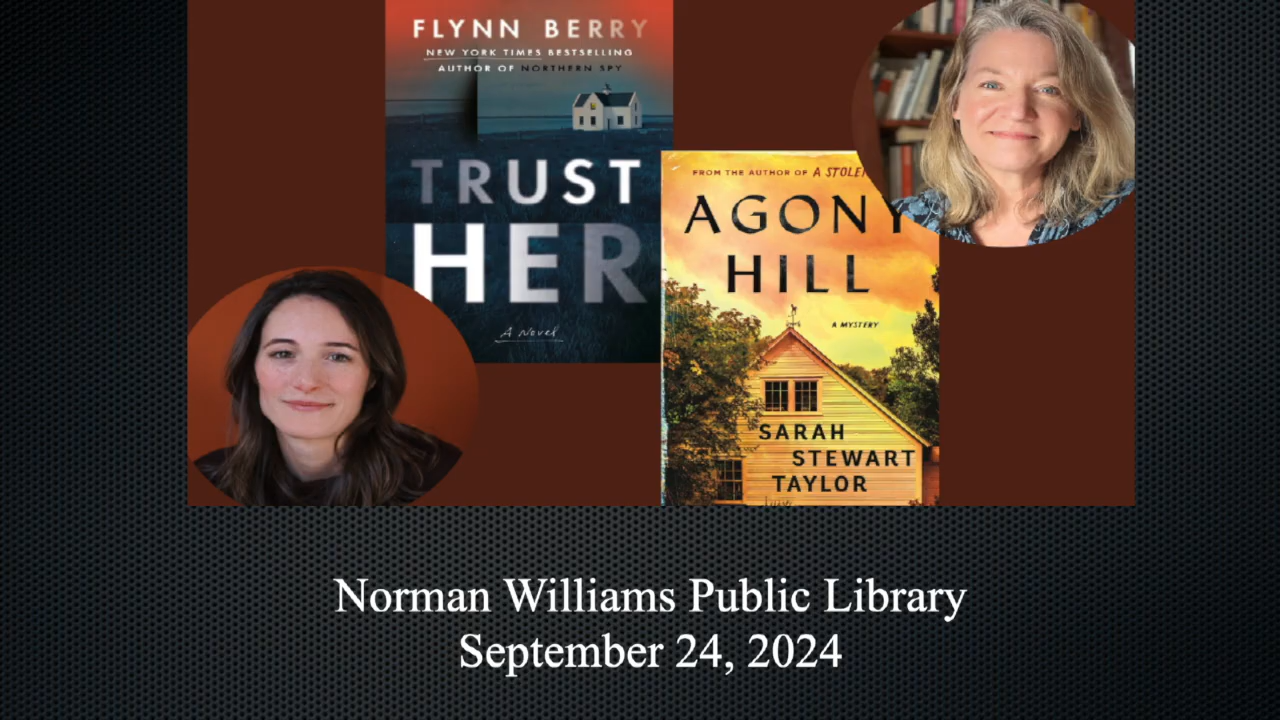 FLYNN BERRY
NEW YORK TIMES BESTSELLING
AUTHOR OF NORTHERN SPY
TRUST
HER
A Novel
FROM THE AUTHOR OF A STOLEN
AGONY
HILL
A MYSTERY
SARAH
STEWART
TAYLOR
Norman Williams Public Library
September 24, 2024